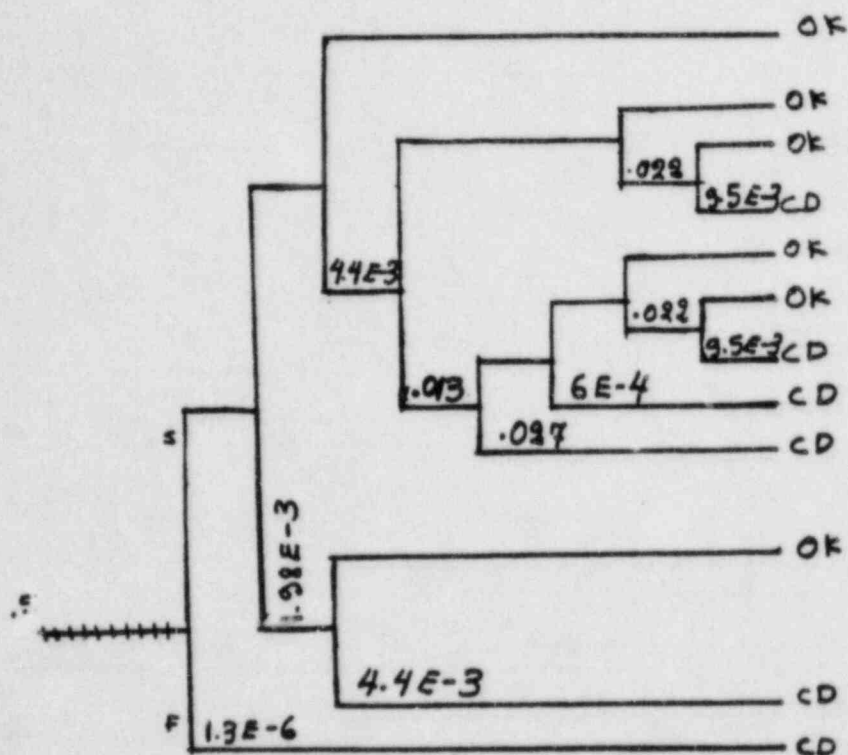 OK
OK
OK
.022
9.5E-3 CD
OK
4.4E-3
OK
.022
9.5E-3 CD
.013
6E-4 CD
.027 CD
S
1.98E-3
OK
4.4E-3 CD
F 1.3E-6 CD